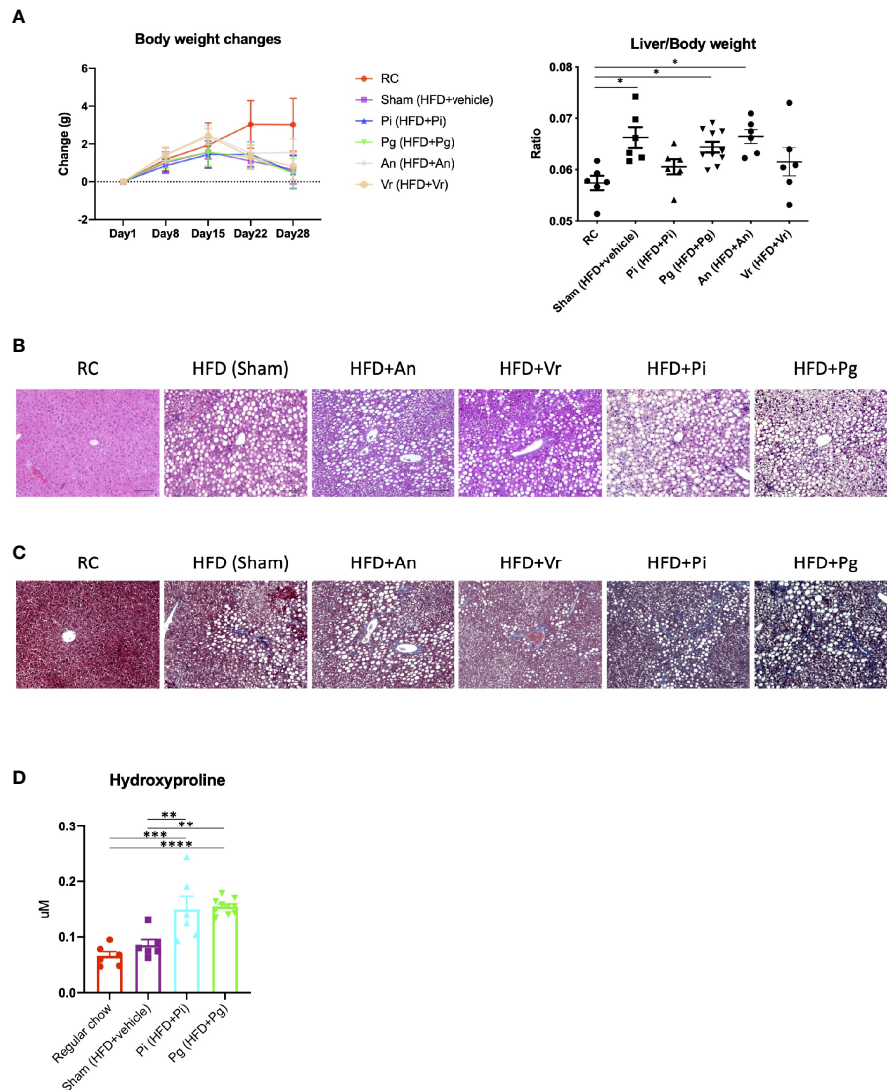 A
Body weight changes
Change (g)
6
4
2
0
-2
Day1 Day8 Day15 Day22 Day28
RC
Sham (HFD+vehicle)
Pi (HFD+Pi)
Pg (HFD+Pg)
An (HFD+An)
Vr (HFD+Vr)
Liver/Body weight
Ratio
0.08
0.07
0.06
0.05
*
*
*
RC
Sham (HFD+vehicle)
Pi (HFD+Pi)
Pg (HFD+Pg)
An (HFD+An)
Vr (HFD+Vr)
B
RC HFD (Sham) HFD+An HFD+Vr HFD+Pi HFD+Pg
C
RC HFD (Sham) HFD+An HFD+Vr HFD+Pi HFD+Pg
D
Hydroxyproline
uM
0.3
0.2
0.1
0.0
**
**
***
****
Regular chow
Sham (HFD+vehicle)
Pi (HFD+Pi)
Pg (HFD+Pg)